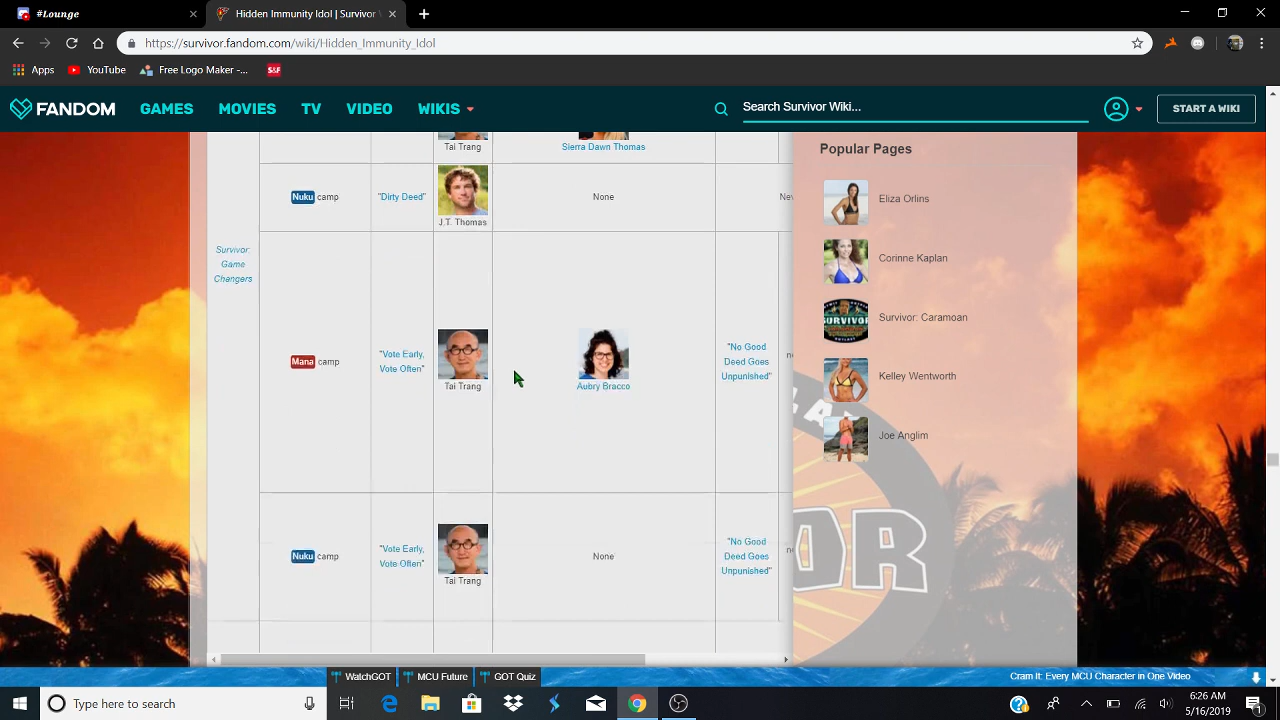 #Lounge
Hidden Immunity Idol | Survivor
https://survivor.fandom.com/wiki/Hidden_Immunity_Idol
Apps
YouTube
Free Logo Maker -...
S&F
FANDOM
GAMES
MOVIES
TV
VIDEO
WIKIS
Search Survivor Wiki...
START A WIKI
Tai Trang
Sierra Dawn Thomas
Nuku camp
"Dirty Deed"
J.T. Thomas
None
Nev
Survivor:
Game
Changers
Mana camp
"Vote Early,
Vote Often"
Tai Trang
Aubry Bracco
"No Good
Deed Goes
Unpunished"
Nuku camp
"Vote Early,
Vote Often"
Tai Trang
None
"No Good
Deed Goes
Unpunished"
Popular Pages
Eliza Orlins
Corinne Kaplan
SURVIVOR
Survivor: Caramoan
Kelley Wentworth
Joe Anglim
OR
WatchGOT
MCU Future
GOT Quiz
Cram It: Every MCU Character in One Video
Type here to search
6:26 AM
5/16/2019